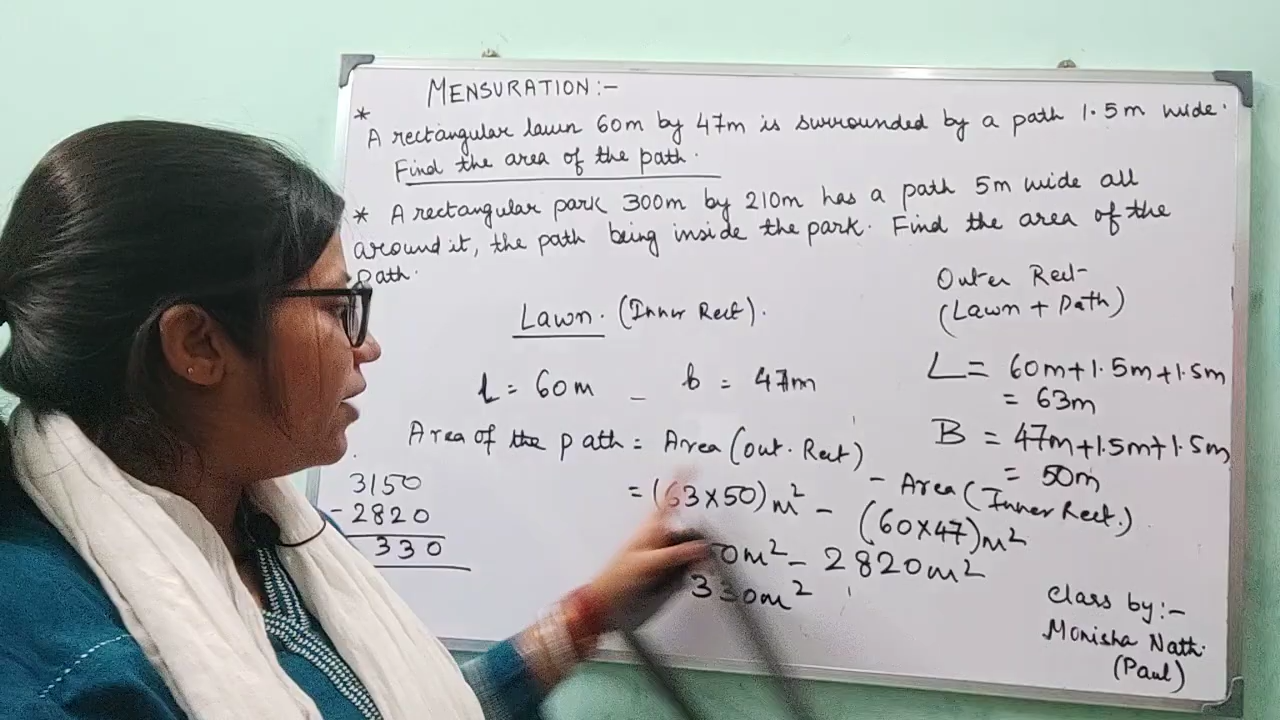 MENSURATION:-
* A rectangular lawn 60m by 47m is surrounded by a path 1.5m wide.
Find the area of the path.
* A rectangular park 300m by 210m has a path 5m wide all
around it, the path being inside the park. Find the area of the
path.
Lawn. (Inner Rect).
l = 60m - b = 47m
Outer Rect-
(Lawn + Path)
L = 60m+1.5m+1.5m
= 63m
B = 47m+1.5m+1.5m
= 50m
Area of the path = Area (out. Rect)
- Area (Inner Rect.)
= (63×50)m² - (60×47)m²
50m² - 2820m²
330m²
3150
- 2820
330
Class by:-
Monisha Nath.
(Paul)